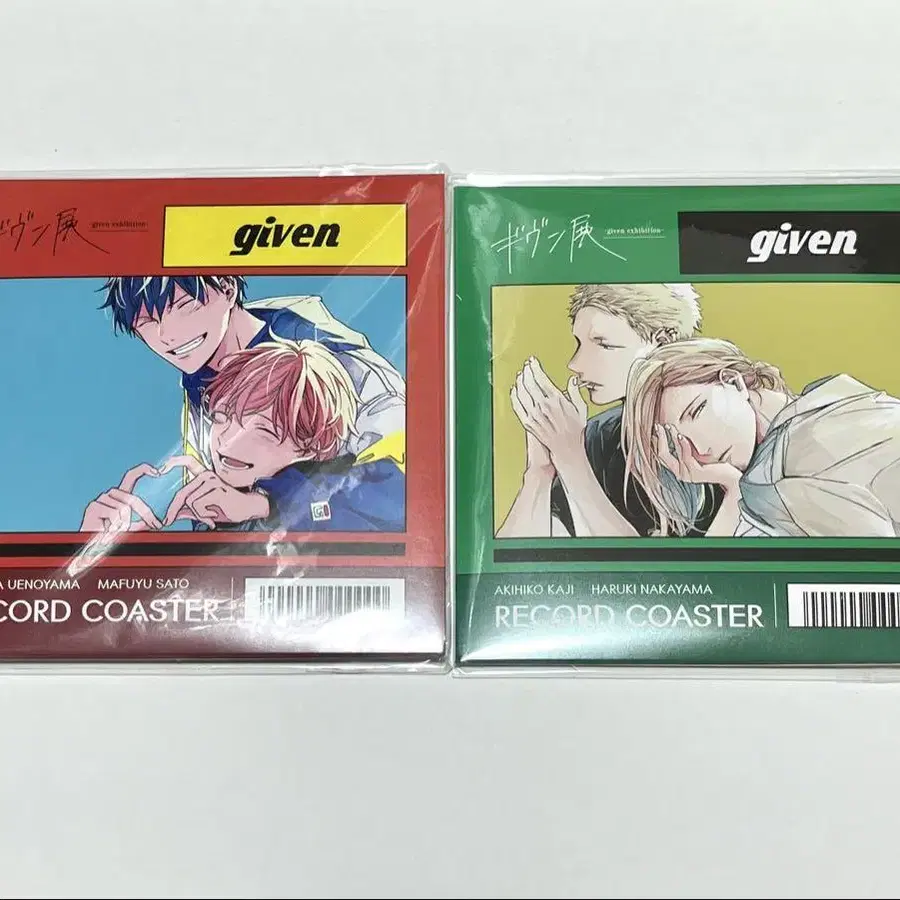 ギヴン展
-given exhibition-
given
A UENOYAMA MAFUYU SATO
CORD COASTER
ギヴン展
-given exhibition-
given
AKIHIKO KAJI HARUKI NAKAYAMA
RECORD COASTER